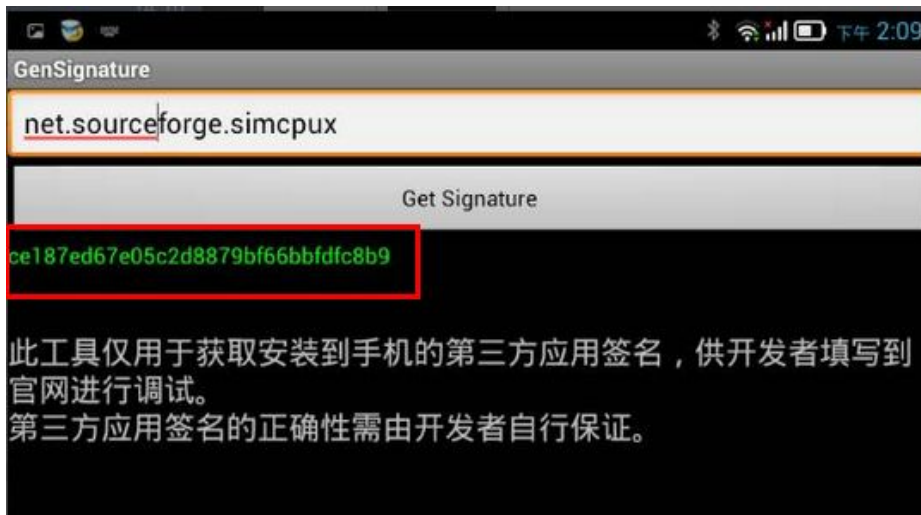 下午 2:09
GenSignature
net.sourceforge.simcpux
Get Signature
ce187ed67e05c2d8879bf66bbfdfc8b9
此工具仅用于获取安装到手机的第三方应用签名，供开发者填写到
官网进行调试。
第三方应用签名的正确性需由开发者自行保证。